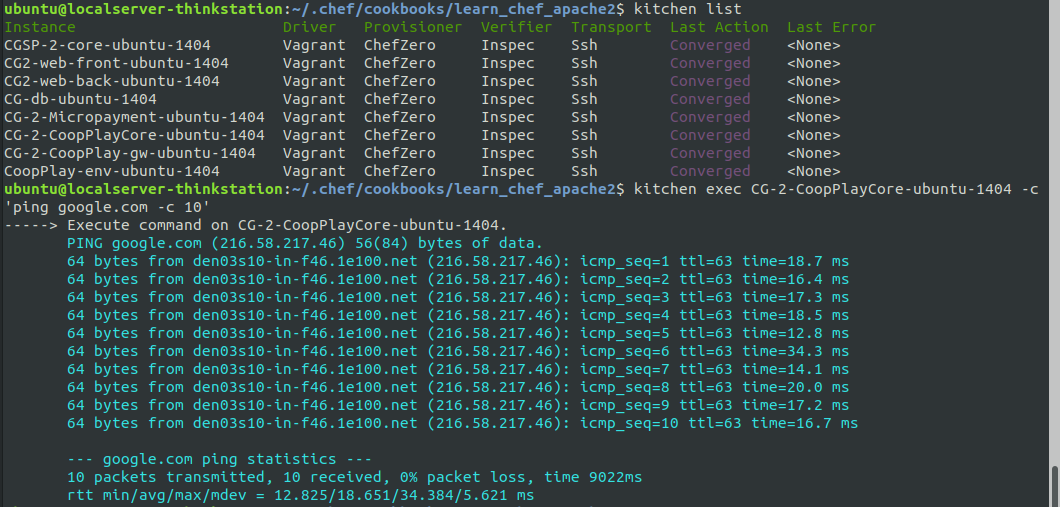 ubuntu@localserver-thinkstation:~/.chef/cookbooks/learn_chef_apache2$ kitchen list
Instance Driver Provisioner Verifier Transport Last Action Last Error
CGSP-2-core-ubuntu-1404 Vagrant ChefZero Inspec Ssh Converged <None>
CG2-web-front-ubuntu-1404 Vagrant ChefZero Inspec Ssh Converged <None>
CG2-web-back-ubuntu-1404 Vagrant ChefZero Inspec Ssh Converged <None>
CG-db-ubuntu-1404 Vagrant ChefZero Inspec Ssh Converged <None>
CG-2-Micropayment-ubuntu-1404 Vagrant ChefZero Inspec Ssh Converged <None>
CG-2-CoopPlayCore-ubuntu-1404 Vagrant ChefZero Inspec Ssh Converged <None>
CG-2-CoopPlay-gw-ubuntu-1404 Vagrant ChefZero Inspec Ssh Converged <None>
CoopPlay-env-ubuntu-1404 Vagrant ChefZero Inspec Ssh Converged <None>
ubuntu@localserver-thinkstation:~/.chef/cookbooks/learn_chef_apache2$ kitchen exec CG-2-CoopPlayCore-ubuntu-1404 -c
'ping google.com -c 10'
-----> Execute command on CG-2-CoopPlayCore-ubuntu-1404.
PING google.com (216.58.217.46) 56(84) bytes of data.
64 bytes from den03s10-in-f46.1e100.net (216.58.217.46): icmp_seq=1 ttl=63 time=18.7 ms
64 bytes from den03s10-in-f46.1e100.net (216.58.217.46): icmp_seq=2 ttl=63 time=16.4 ms
64 bytes from den03s10-in-f46.1e100.net (216.58.217.46): icmp_seq=3 ttl=63 time=17.3 ms
64 bytes from den03s10-in-f46.1e100.net (216.58.217.46): icmp_seq=4 ttl=63 time=18.5 ms
64 bytes from den03s10-in-f46.1e100.net (216.58.217.46): icmp_seq=5 ttl=63 time=12.8 ms
64 bytes from den03s10-in-f46.1e100.net (216.58.217.46): icmp_seq=6 ttl=63 time=34.3 ms
64 bytes from den03s10-in-f46.1e100.net (216.58.217.46): icmp_seq=7 ttl=63 time=14.1 ms
64 bytes from den03s10-in-f46.1e100.net (216.58.217.46): icmp_seq=8 ttl=63 time=20.0 ms
64 bytes from den03s10-in-f46.1e100.net (216.58.217.46): icmp_seq=9 ttl=63 time=17.2 ms
64 bytes from den03s10-in-f46.1e100.net (216.58.217.46): icmp_seq=10 ttl=63 time=16.7 ms
--- google.com ping statistics ---
10 packets transmitted, 10 received, 0% packet loss, time 9022ms
rtt min/avg/max/mdev = 12.825/18.651/34.384/5.621 ms